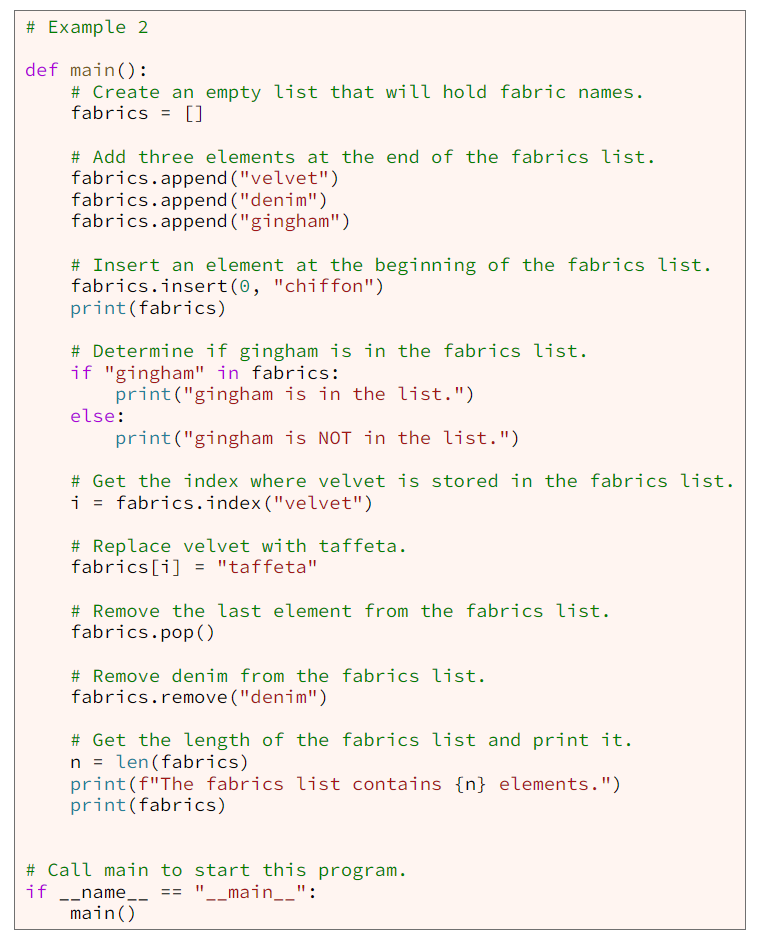 # Example 2
def main():
    # Create an empty list that will hold fabric names.
    fabrics = []
    # Add three elements at the end of the fabrics list.
    fabrics.append("velvet")
    fabrics.append("denim")
    fabrics.append("gingham")
    # Insert an element at the beginning of the fabrics list.
    fabrics.insert(0, "chiffon")
    print(fabrics)
    # Determine if gingham is in the fabrics list.
    if "gingham" in fabrics:
        print("gingham is in the list.")
    else:
        print("gingham is NOT in the list.")
    # Get the index where velvet is stored in the fabrics list.
    i = fabrics.index("velvet")
    # Replace velvet with taffeta.
    fabrics[i] = "taffeta"
    # Remove the last element from the fabrics list.
    fabrics.pop()
    # Remove denim from the fabrics list.
    fabrics.remove("denim")
    # Get the length of the fabrics list and print it.
    n = len(fabrics)
    print(f"The fabrics list contains {n} elements.")
    print(fabrics)
# Call main to start this program.
if __name__ == "__main__":
    main()